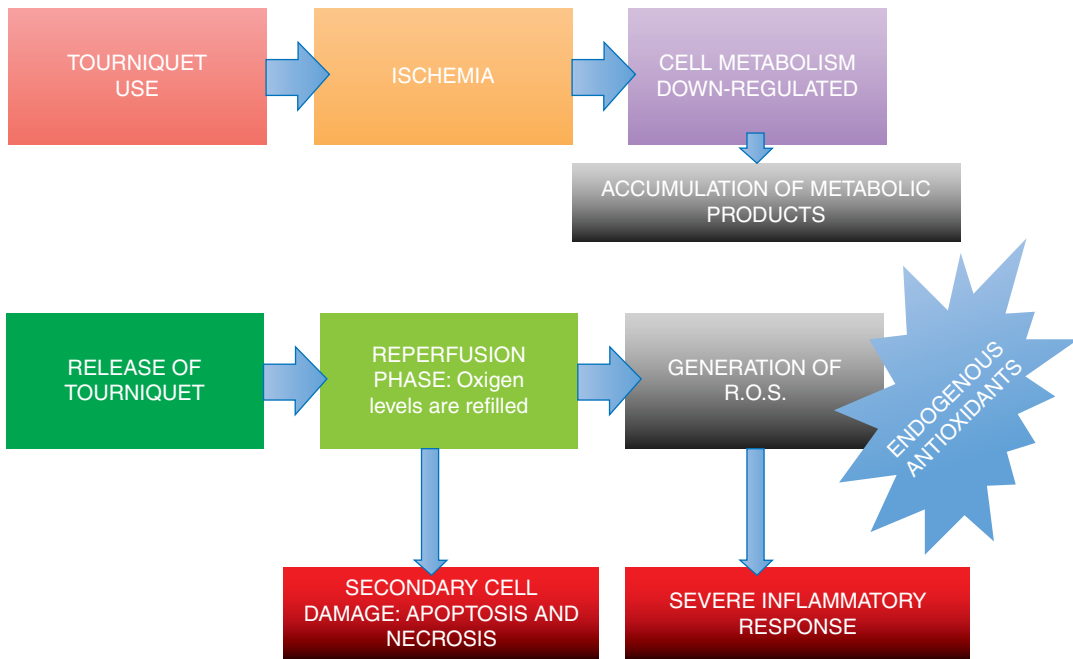 TOURNIQUET
USE
ISCHEMIA
CELL METABOLISM
DOWN-REGULATED
ACCUMULATION OF METABOLIC
PRODUCTS
RELEASE OF
TOURNIQUET
REPERFUSION
PHASE: Oxigen
levels are refilled
GENERATION OF
R.O.S.
ENDOGENOUS
ANTIOXIDANTS
SECONDARY CELL
DAMAGE: APOPTOSIS AND
NECROSIS
SEVERE INFLAMMATORY
RESPONSE